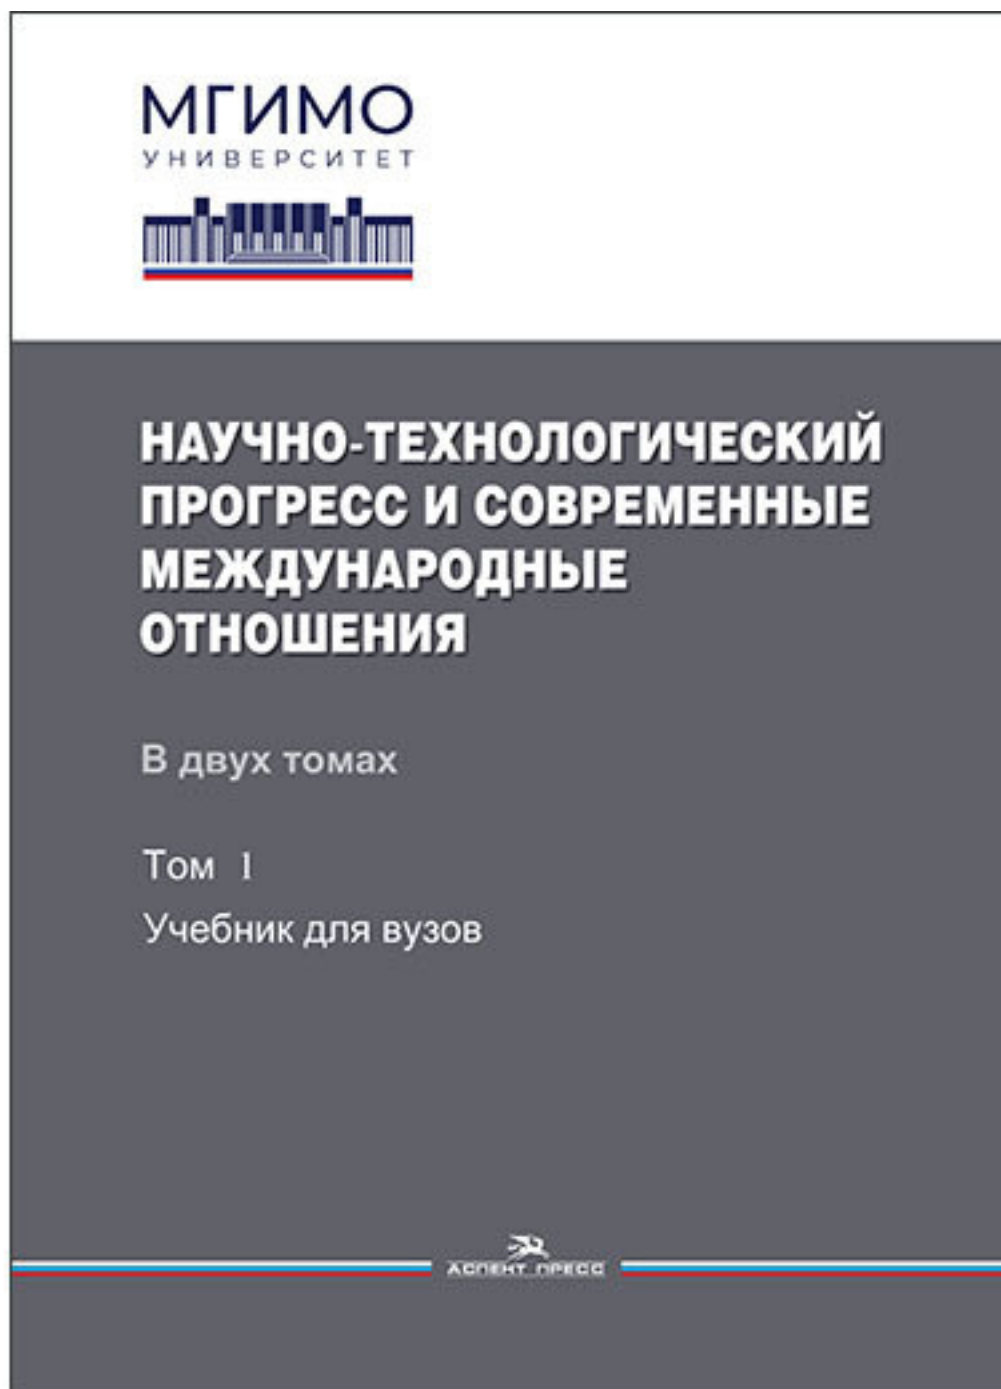 МГИМО
УНИВЕРСИТЕТ
НАУЧНО-ТЕХНОЛОГИЧЕСКИЙ
ПРОГРЕСС И СОВРЕМЕННЫЕ
МЕЖДУНАРОДНЫЕ
ОТНОШЕНИЯ
В двух томах
Том 1
Учебник для вузов
АСПЕКТ ПРЕСС